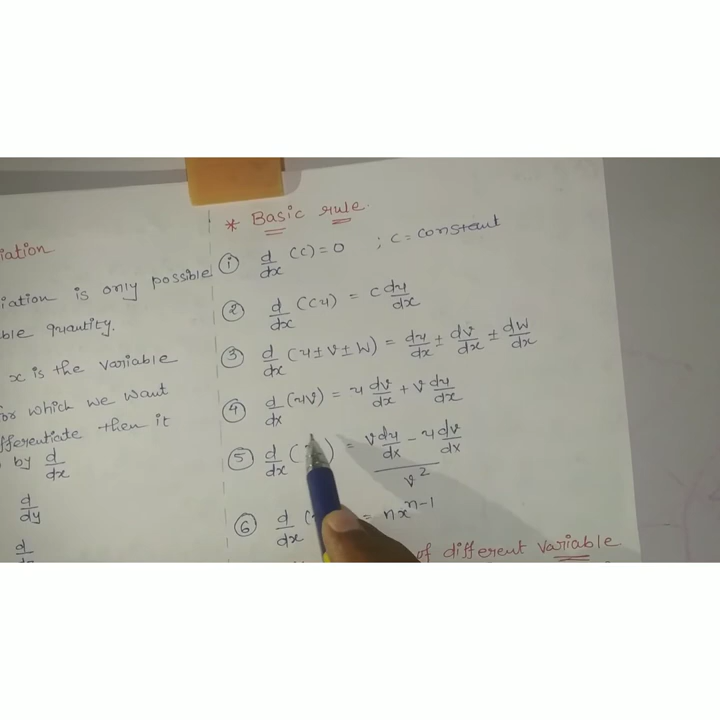 iation
iation is only possible
ble quantity.
x is the variable
for which we want
fferentiate then it
by d/dx
d/dy
d
* Basic rule.
① d/dx (c) = 0 ; c = constant
② d/dx (cu) = c du/dx
③ d/dx (u ± v ± w) = du/dx ± dv/dx ± dw/dx
④ d/dx (uv) = u dv/dx + v du/dx
⑤ d/dx ( ) = (v du/dx - u dv/dx)/v²
⑥ d/dx ( = nx^(n-1)
of different variable